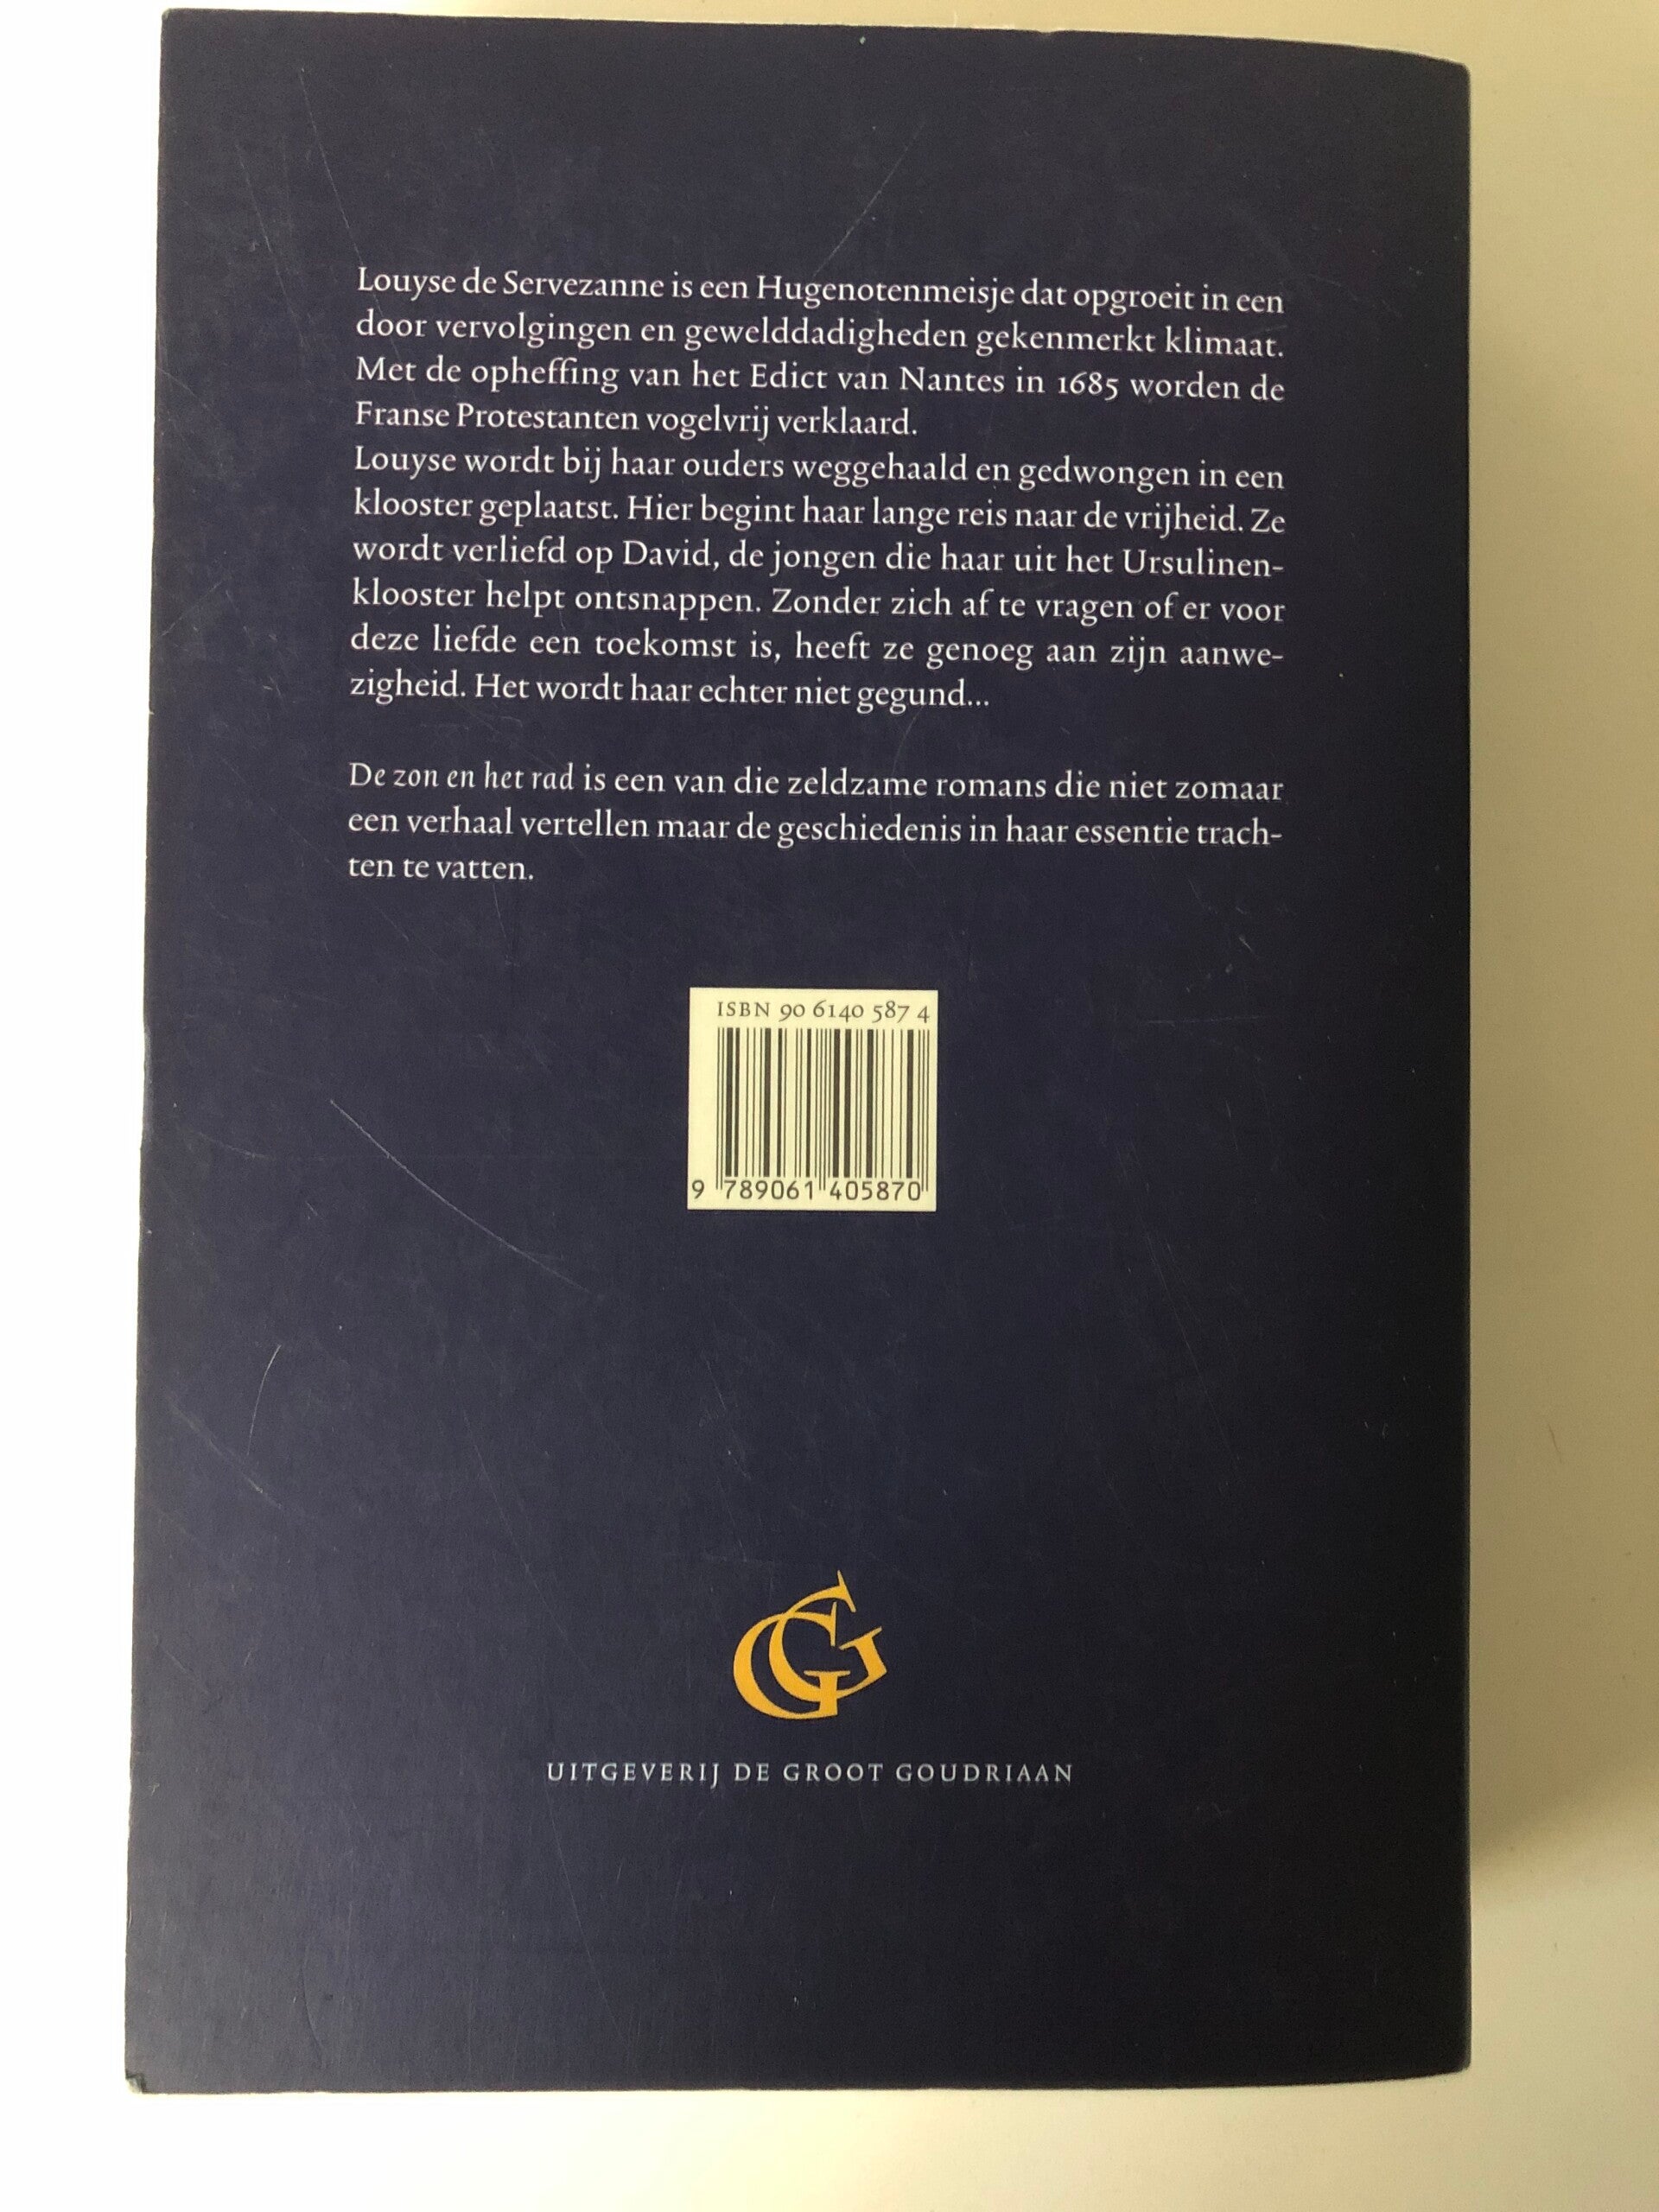 Louyse de Servezanne is een Hugenotenmeisje dat opgroeit in een
door vervolgingen en gewelddadigheden gekenmerkt klimaat.
Met de opheffing van het Edict van Nantes in 1685 worden de
Franse Protestanten vogelvrij verklaard.
Louyse wordt bij haar ouders weggehaald en gedwongen in een
klooster geplaatst. Hier begint haar lange reis naar de vrijheid. Ze
wordt verliefd op David, de jongen die haar uit het Ursulinen-
klooster helpt ontsnappen. Zonder zich af te vragen of er voor
deze liefde een toekomst is, heeft ze genoeg aan zijn aanwe-
zigheid. Het wordt haar echter niet gegund...
De zon en het rad is een van die zeldzame romans die niet zomaar
een verhaal vertellen maar de geschiedenis in haar essentie trach-
ten te vatten.
ISBN 90 6140 587 4
9 789061 405870
GG
UITGEVERIJ DE GROOT GOUDRIAAN